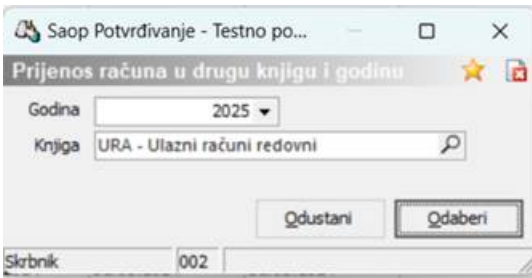 Saop Potvrđivanje - Testno po...
Prijenos računa u drugu knjigu i godinu
Godina 2025
Knjiga URA - Ulazni računi redovni
Odustani Odaberi
Skrbnik 002